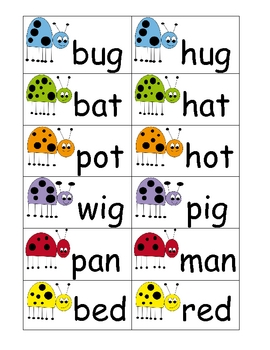 bug hug
bat hat
pot hot
wig pig
pan man
bed red